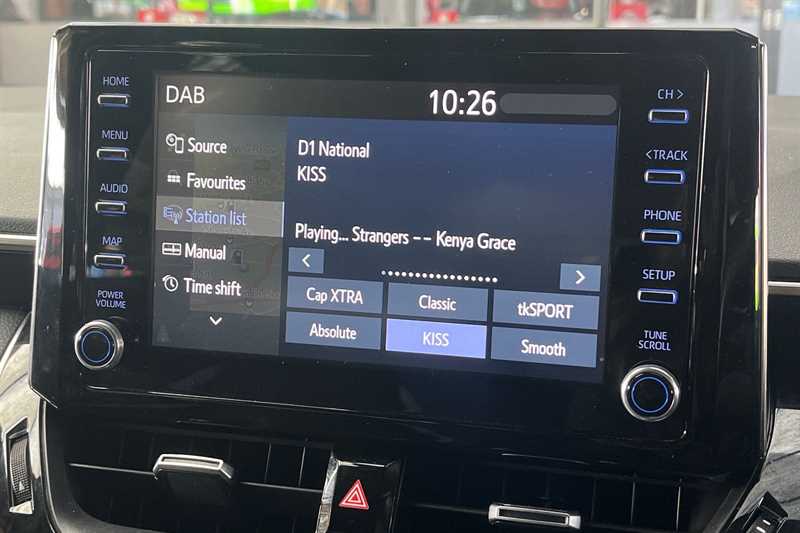 HOME
MENU
AUDIO
MAP
POWER
VOLUME
DAB
10:26
Source
Favourites
Station list
Manual
Time shift
D1 National
KISS
Playing... Strangers -- Kenya Grace
Cap XTRA
Classic
tkSPORT
Absolute
KISS
Smooth
CH >
<TRACK
PHONE
SETUP
TUNE
SCROLL